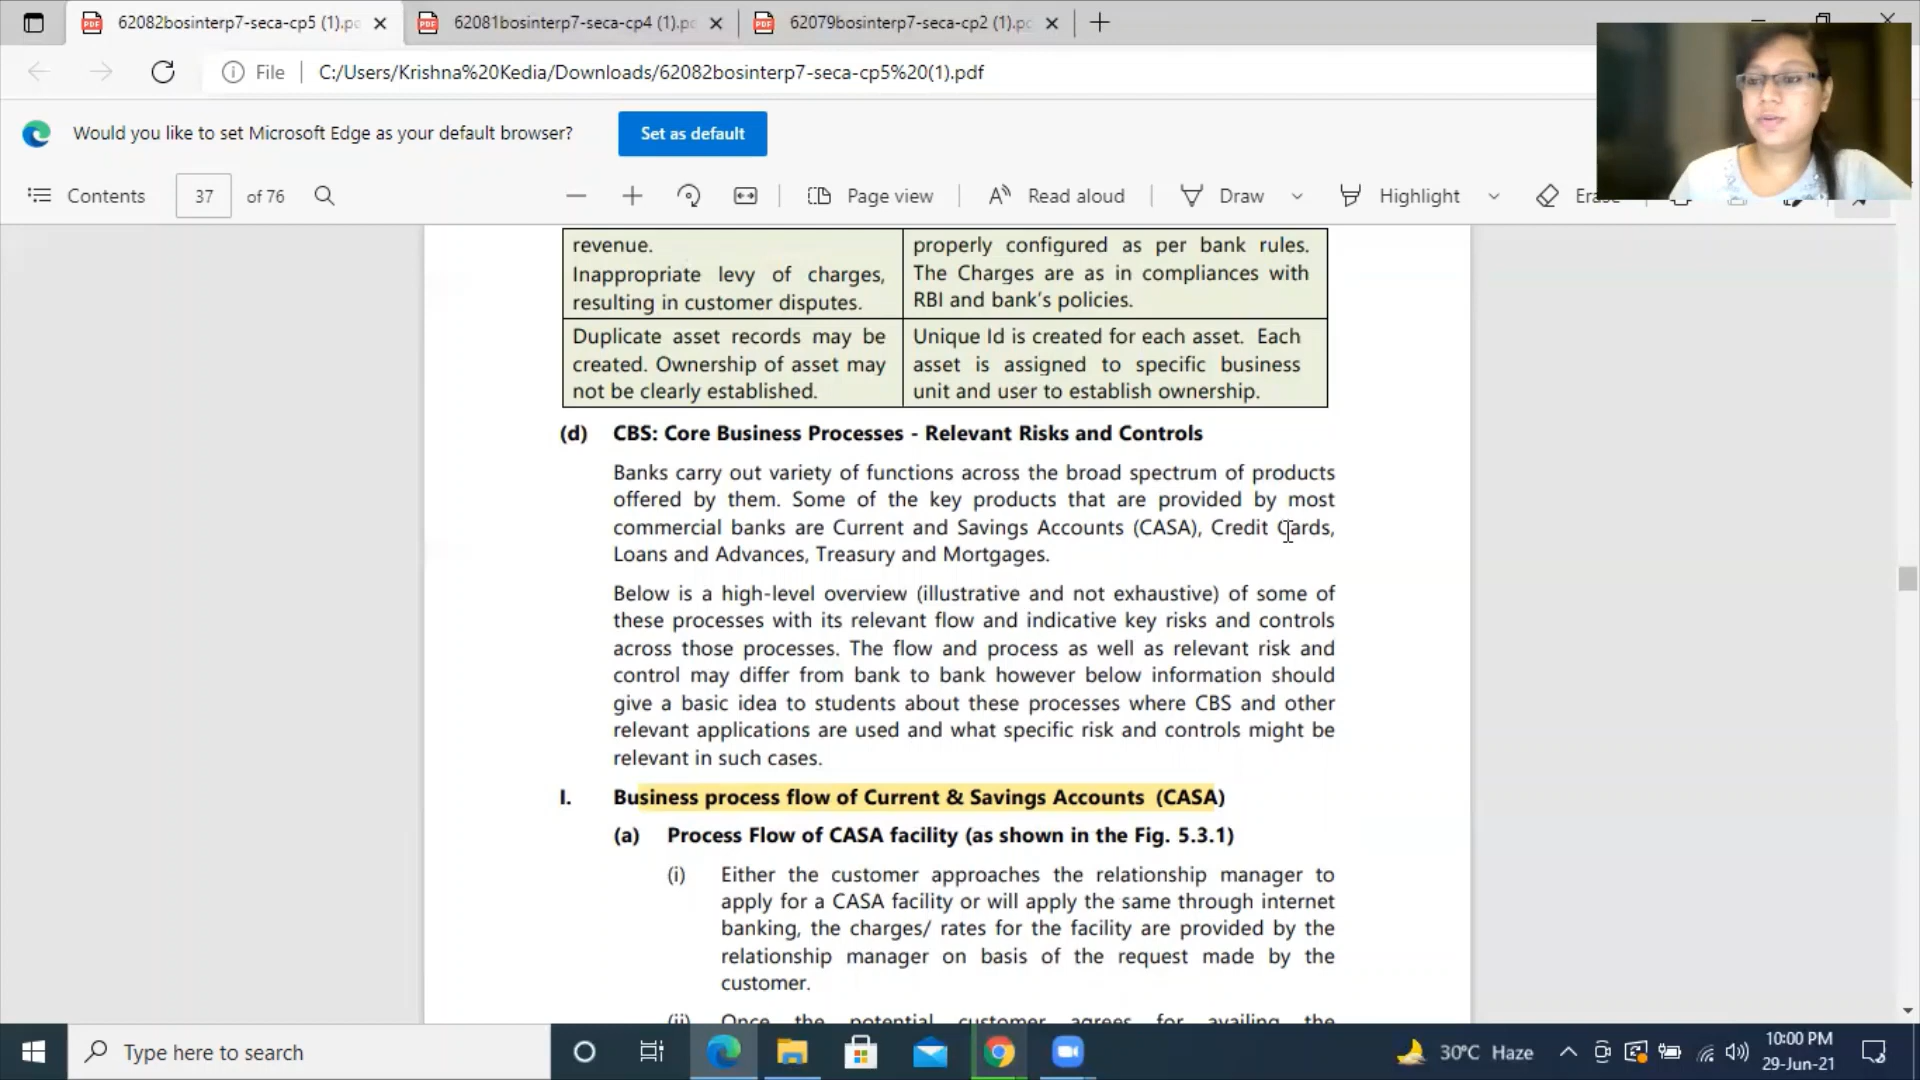 62082bosinterp7-seca-cp5 (1).p
62081bosinterp7-seca-cp4 (1).p
62079bosinterp7-seca-cp2 (1).p
File
C:/Users/Krishna%20Kedia/Downloads/62082bosinterp7-seca-cp5%20(1).pdf
Would you like to set Microsoft Edge as your default browser?
Set as default
Contents
37 of 76
Page view
Read aloud
Draw
Highlight
revenue.
Inappropriate levy of charges,
resulting in customer disputes.
properly configured as per bank rules.
The Charges are as in compliances with
RBI and bank's policies.
Duplicate asset records may be
created. Ownership of asset may
not be clearly established.
Unique Id is created for each asset. Each
asset is assigned to specific business
unit and user to establish ownership.
(d) CBS: Core Business Processes - Relevant Risks and Controls
Banks carry out variety of functions across the broad spectrum of products
offered by them. Some of the key products that are provided by most
commercial banks are Current and Savings Accounts (CASA), Credit Cards,
Loans and Advances, Treasury and Mortgages.
Below is a high-level overview (illustrative and not exhaustive) of some of
these processes with its relevant flow and indicative key risks and controls
across those processes. The flow and process as well as relevant risk and
control may differ from bank to bank however below information should
give a basic idea to students about these processes where CBS and other
relevant applications are used and what specific risk and controls might be
relevant in such cases.
I. Business process flow of Current & Savings Accounts (CASA)
(a) Process Flow of CASA facility (as shown in the Fig. 5.3.1)
(i) Either the customer approaches the relationship manager to
apply for a CASA facility or will apply the same through internet
banking, the charges/ rates for the facility are provided by the
relationship manager on basis of the request made by the
customer.
(ii) Once the potential customer agrees for availing the
Type here to search
30°C Haze
10:00 PM
29-Jun-21